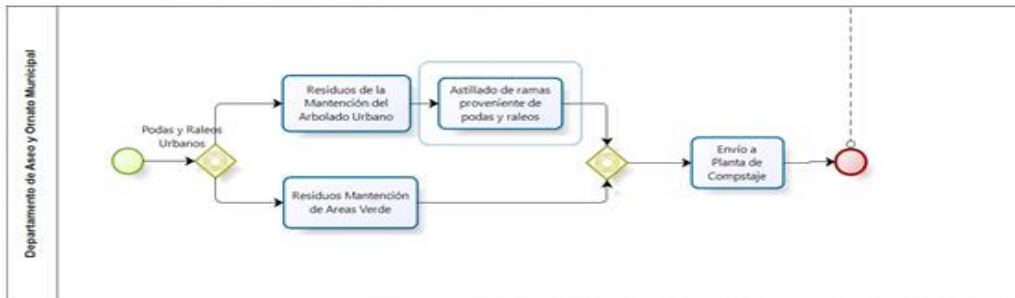 Departamento de Aseo y Ornato Municipal
Podas y Raleos
Urbanos
Residuos de la
Mantención del
Arbolado Urbano
Astillado de ramas
proveniente de
podas y raleos
Residuos Mantención
de Areas Verde
Envío a
Planta de
Compstaje